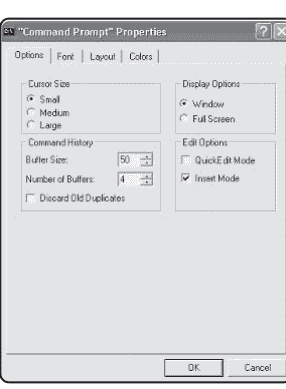 "Command Prompt" Properties
Options Font Layout Colors
Cursor Size
Small
Medium
Large
Display Options
Window
Full Screen
Command History
Buffer Size: 50
Number of Buffers: 4
Discard Old Duplicates
Edit Options
QuickEdit Mode
Insert Mode
OK Cancel